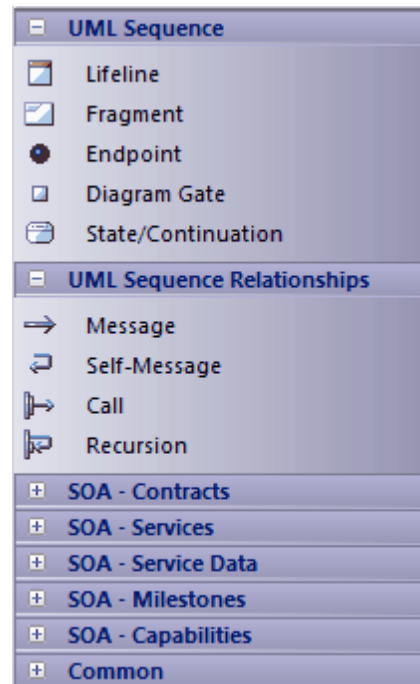 UML Sequence
Lifeline
Fragment
Endpoint
Diagram Gate
State/Continuation
UML Sequence Relationships
Message
Self-Message
Call
Recursion
SOA - Contracts
SOA - Services
SOA - Service Data
SOA - Milestones
SOA - Capabilities
Common